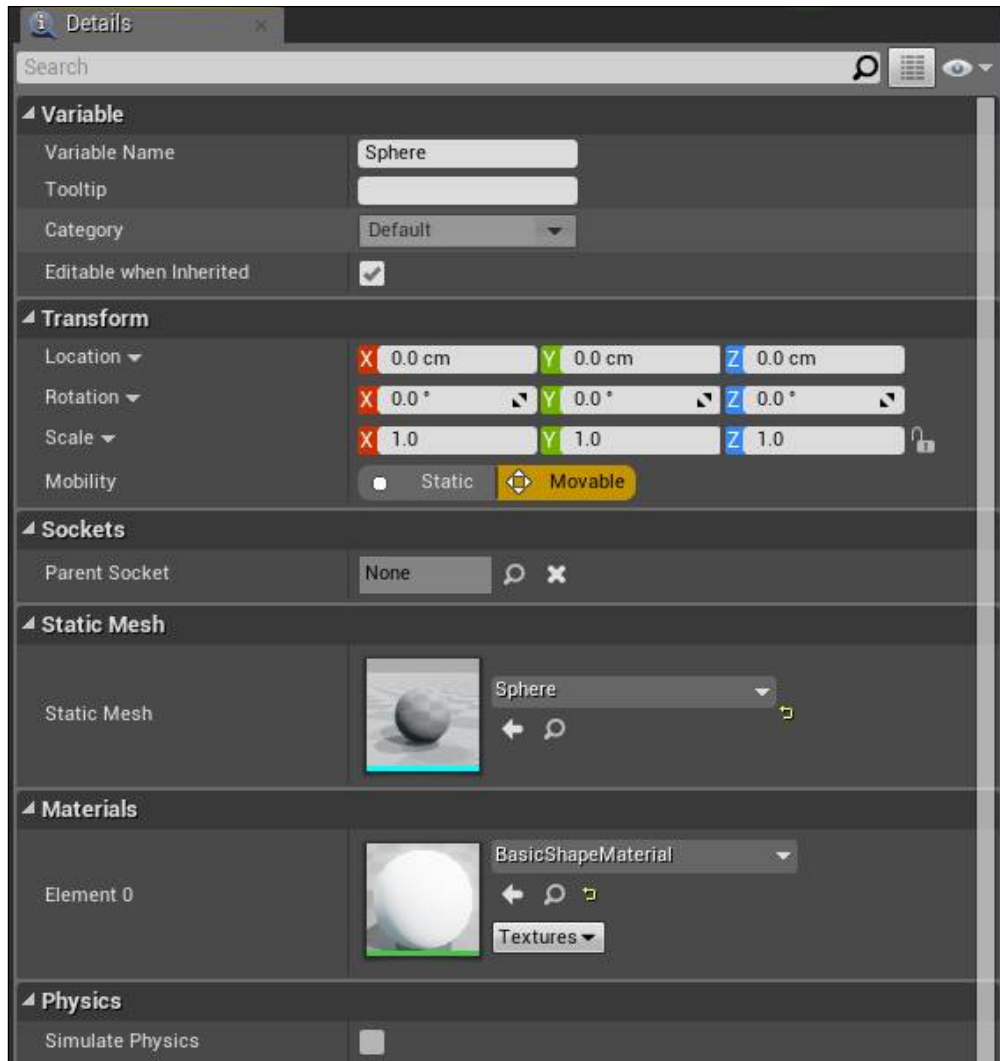 Details
Search
Variable
Variable Name Sphere
Tooltip
Category Default
Editable when Inherited
Transform
Location X 0.0 cm Y 0.0 cm Z 0.0 cm
Rotation X 0.0 ° Y 0.0 ° Z 0.0 °
Scale X 1.0 Y 1.0 Z 1.0
Mobility Static Movable
Sockets
Parent Socket None
Static Mesh
Static Mesh Sphere
Materials
Element 0 BasicShapeMaterial
Textures
Physics
Simulate Physics